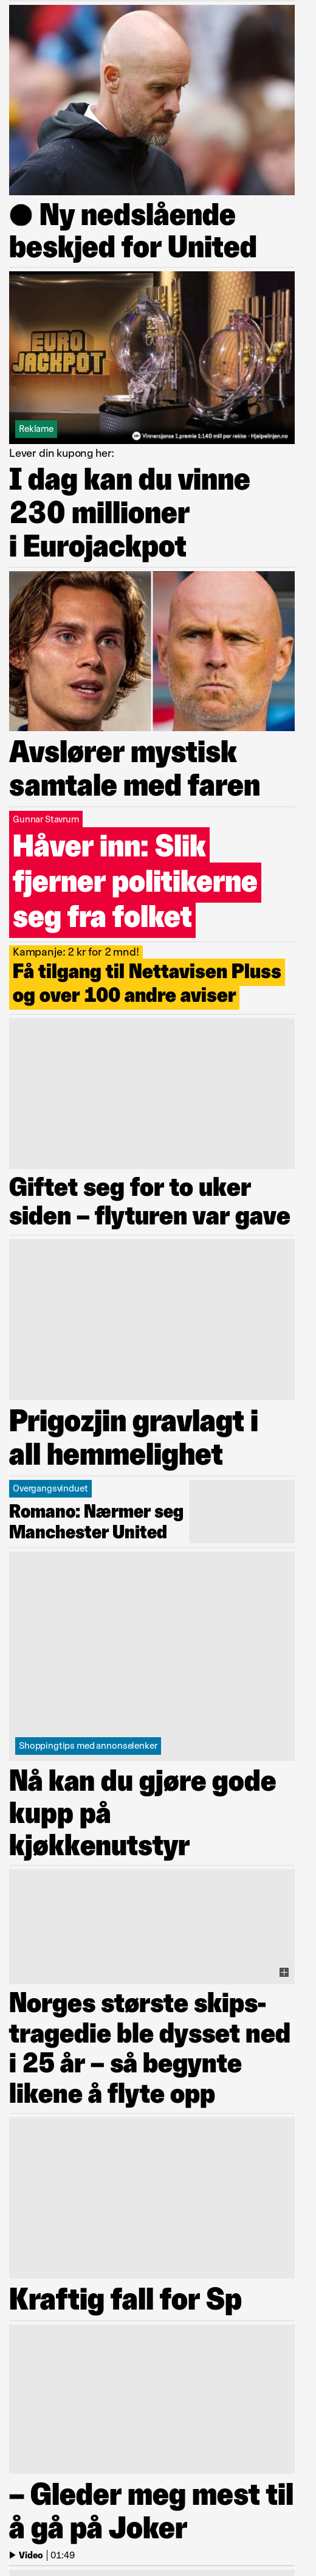 Ny nedslående
beskjed for United
EURO
JACKPOT
Reklame
Vinnersjanse 1.premie 1:140 mill per rekke - Hjelpelinjen.no
Lever din kupong her:
I dag kan du vinne
230 millioner
i Eurojackpot
Avslører mystisk
samtale med faren
Gunnar Stavrum
Håver inn: Slik
fjerner politikerne
seg fra folket
Kampanje: 2 kr for 2 mnd!
Få tilgang til Nettavisen Pluss
og over 100 andre aviser
Giftet seg for to uker
siden – flyturen var gave
Prigozjin gravlagt i
all hemmelighet
Overgangsvinduet
Romano: Nærmer seg
Manchester United
Shoppingtips med annonselenker
Nå kan du gjøre gode
kupp på
kjøkkenutstyr
Norges største skips-
tragedie ble dysset ned
i 25 år – så begynte
likene å flyte opp
Kraftig fall for Sp
– Gleder meg mest til
å gå på Joker
Video | 01:49